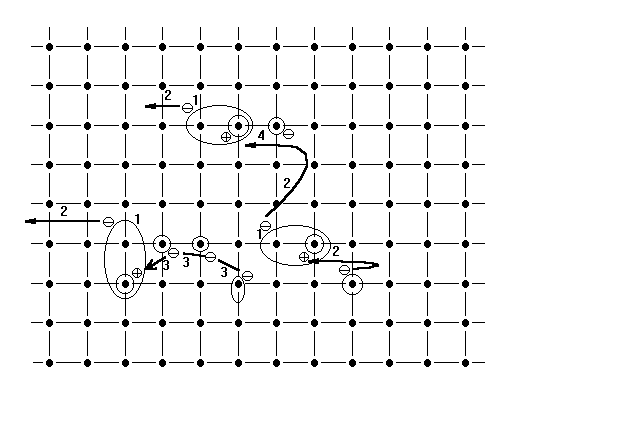 2 1
⊖
⊕ 4 ⊖
2
2 ⊖ 1 ⊖
1
⊖ ⊖ ⊕ 2
⊕ 3 3 3 ⊖ ⊖